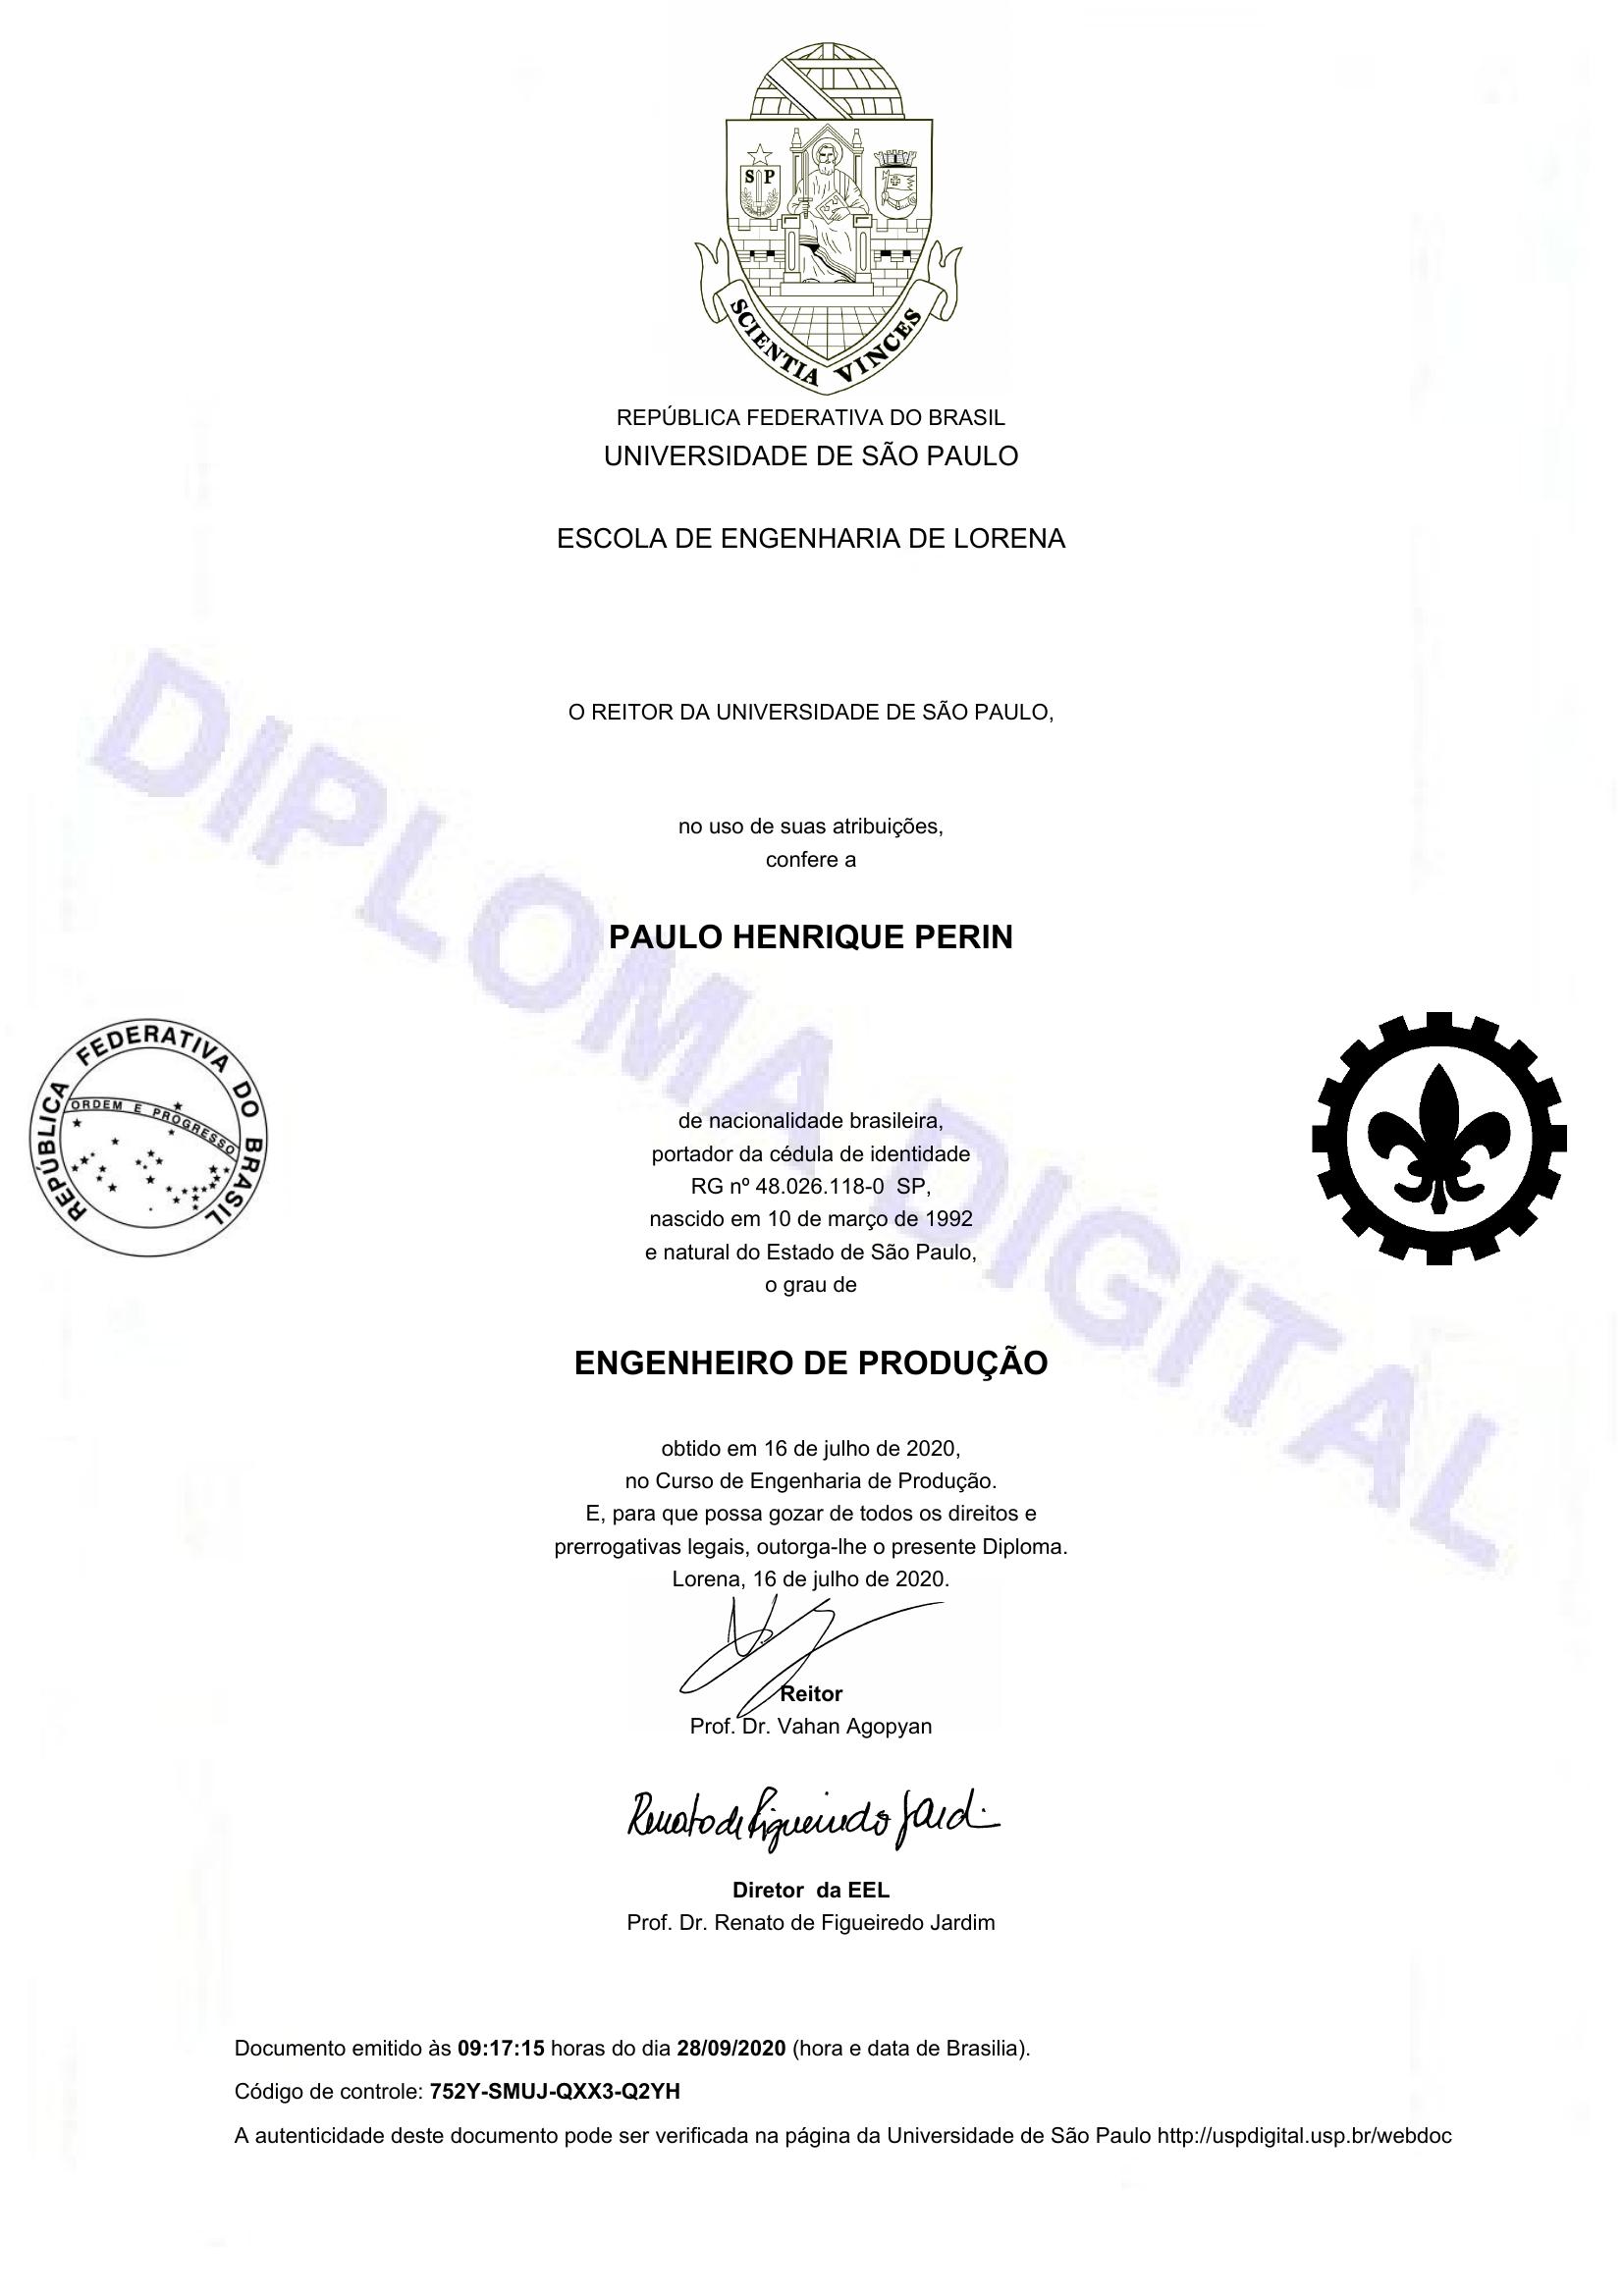 S P
SCIENTIA VINCES
REPÚBLICA FEDERATIVA DO BRASIL
UNIVERSIDADE DE SÃO PAULO
ESCOLA DE ENGENHARIA DE LORENA
DIPLOMA DIGITAL
O REITOR DA UNIVERSIDADE DE SÃO PAULO,
no uso de suas atribuições,
confere a
PAULO HENRIQUE PERIN
REPÚBLICA FEDERATIVA DO BRASIL
ORDEM E PROGRESSO
de nacionalidade brasileira,
portador da cédula de identidade
RG nº 48.026.118-0  SP,
nascido em 10 de março de 1992
e natural do Estado de São Paulo,
o grau de
ENGENHEIRO DE PRODUÇÃO
obtido em 16 de julho de 2020,
no Curso de Engenharia de Produção.
E, para que possa gozar de todos os direitos e
prerrogativas legais, outorga-lhe o presente Diploma.
Lorena, 16 de julho de 2020.
Reitor
Prof. Dr. Vahan Agopyan
Renato de Figueiredo Jardi
Diretor  da EEL
Prof. Dr. Renato de Figueiredo Jardim
Documento emitido às 09:17:15 horas do dia 28/09/2020 (hora e data de Brasilia).
Código de controle: 752Y-SMUJ-QXX3-Q2YH
A autenticidade deste documento pode ser verificada na página da Universidade de São Paulo http://uspdigital.usp.br/webdoc